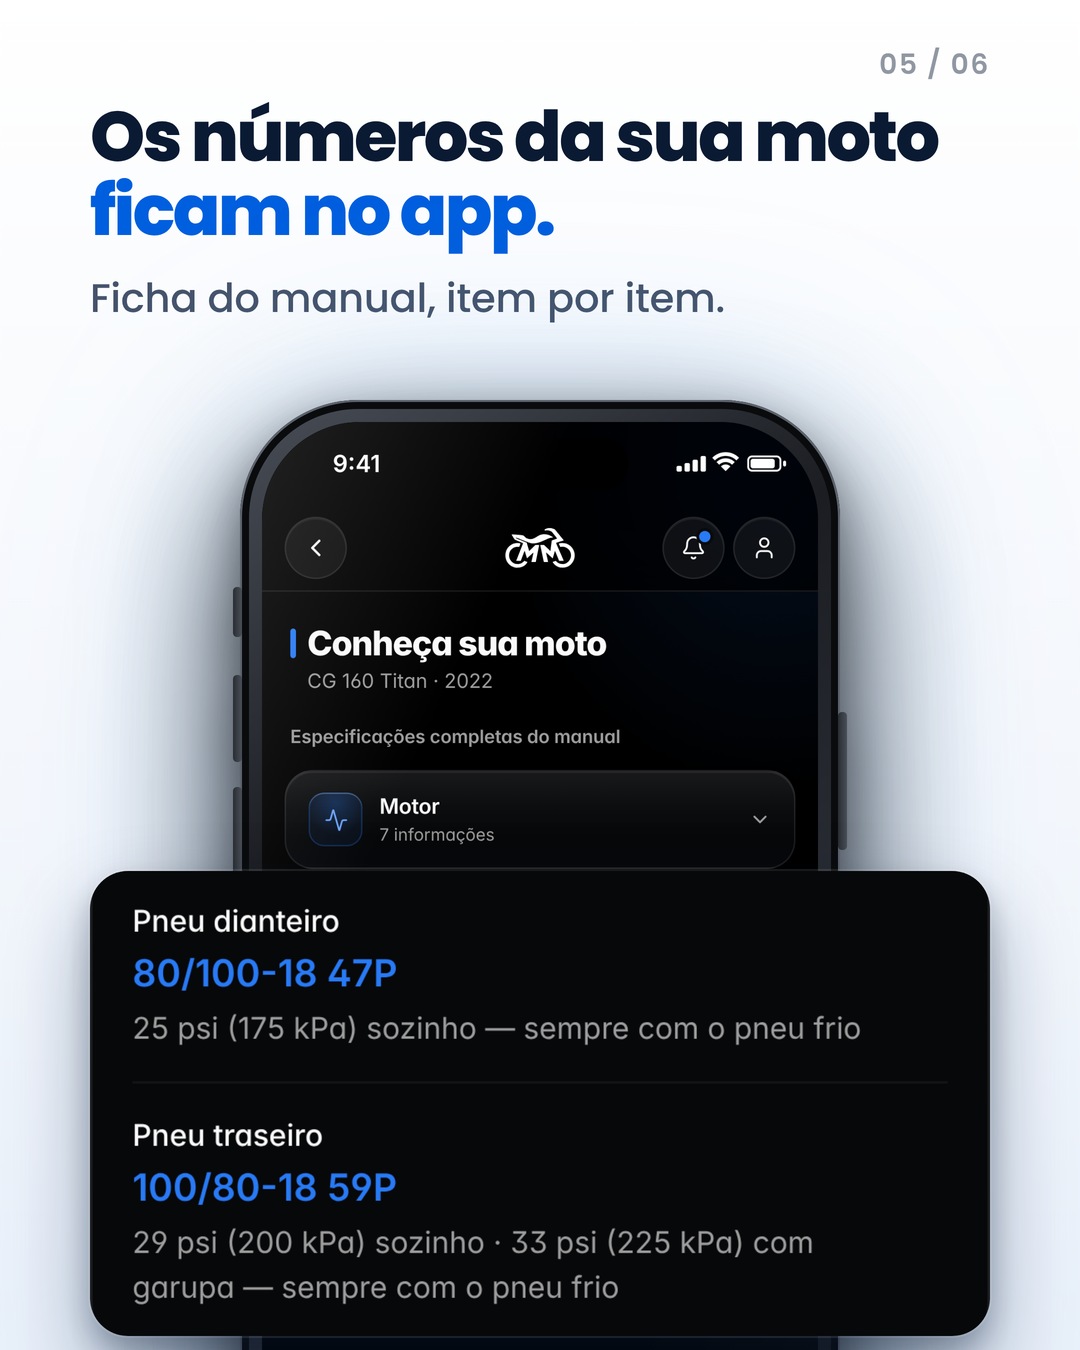 05 / 06
Os números da sua moto
ficam no app.
Ficha do manual, item por item.
9:41
MM
Conheça sua moto
CG 160 Titan · 2022
Especificações completas do manual
Motor
7 informações
Pneu dianteiro
80/100-18 47P
25 psi (175 kPa) sozinho — sempre com o pneu frio
Pneu traseiro
100/80-18 59P
29 psi (200 kPa) sozinho · 33 psi (225 kPa) com
garupa — sempre com o pneu frio